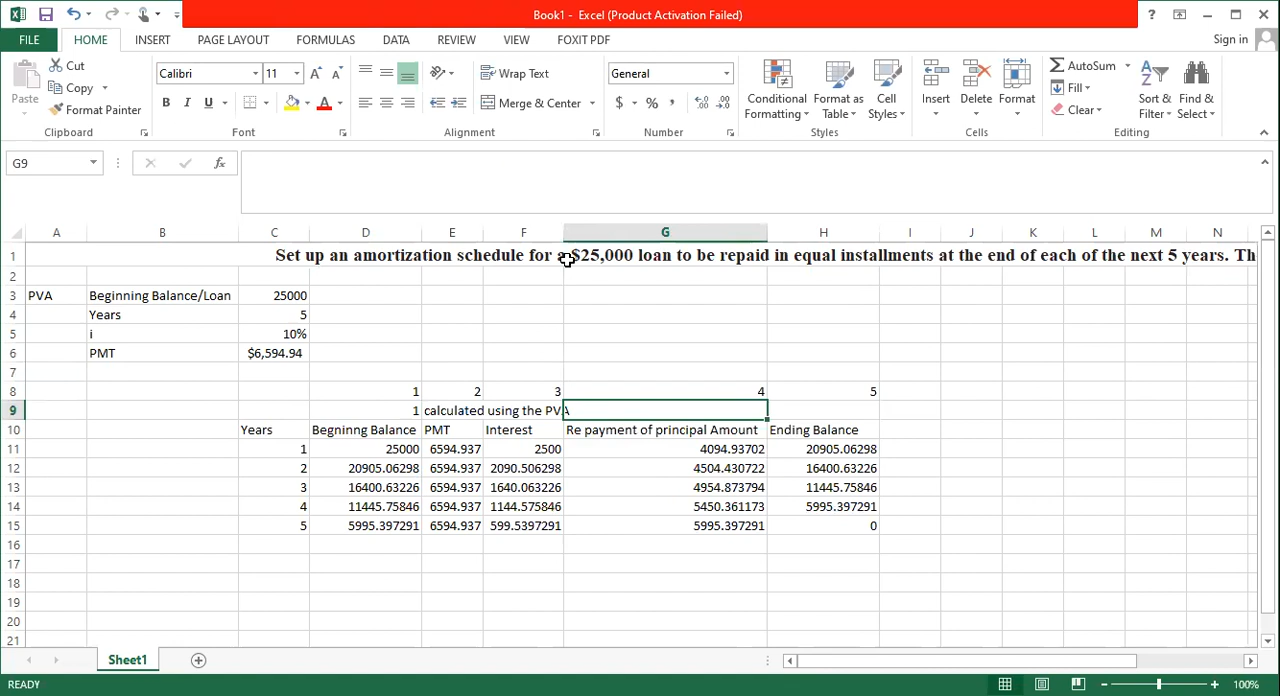 Book1 - Excel (Product Activation Failed)
FILE HOME INSERT PAGE LAYOUT FORMULAS DATA REVIEW VIEW FOXIT PDF Sign in
Paste Cut Copy Format Painter
Calibri 11 B I U A
Wrap Text
Merge & Center
General
$ % ,
Conditional Formatting Format as Table Cell Styles
Insert Delete Format
AutoSum Fill Clear
Sort & Filter Find & Select
Clipboard Font Alignment Number Styles Cells Editing
G9 fx
A B C D E F G H I J K L M N
1 Set up an amortization schedule for a $25,000 loan to be repaid in equal installments at the end of each of the next 5 years. Th
2
3 PVA Beginning Balance/Loan 25000
4 Years 5
5 i 10%
6 PMT $6,594.94
7
8 1 2 3 4 5
9 1 calculated using the PVA
10 Years Begninng Balance PMT Interest Re payment of principal Amount Ending Balance
11 1 25000 6594.937 2500 4094.93702 20905.06298
12 2 20905.06298 6594.937 2090.506298 4504.430722 16400.63226
13 3 16400.63226 6594.937 1640.063226 4954.873794 11445.75846
14 4 11445.75846 6594.937 1144.575846 5450.361173 5995.397291
15 5 5995.397291 6594.937 599.5397291 5995.397291 0
16
17
18
19
20
21
Sheet1
READY 100%